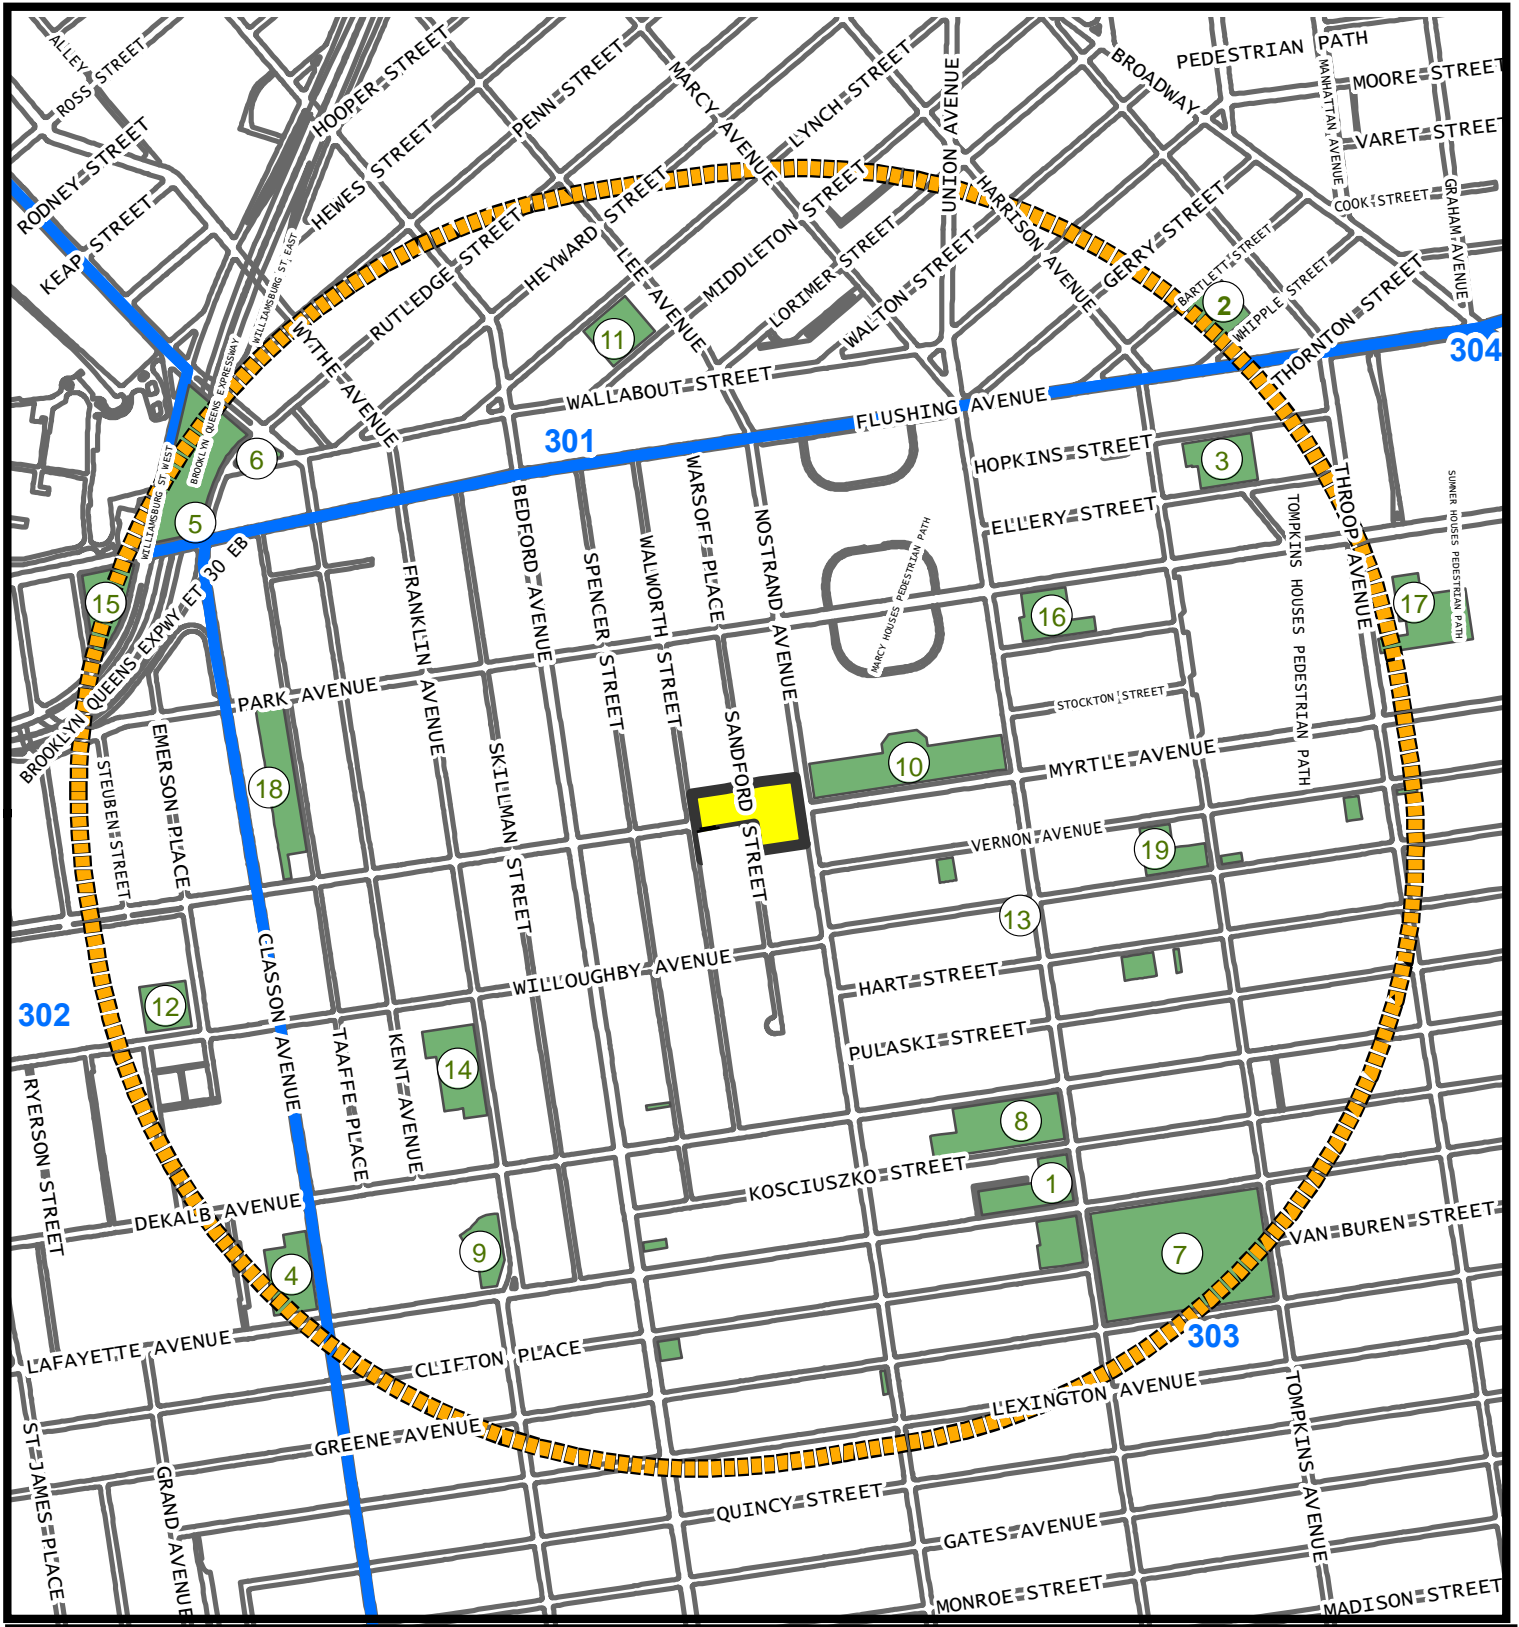 ALLEY
ROSS STREET
HOOPER STREET
PENN STREET
MARCY AVENUE
LYNCH STREET
UNION AVENUE
BROADWAY
PEDESTRIAN PATH
MANHATTAN AVENUE
MOORE STREET
VARET STREET
COOK STREET
GRAHAM AVENUE
RODNEY STREET
KEAP STREET
HEWES STREET
WILLIAMSBURG ST EAST
RUTLEDGE STREET
HEYWARD STREET
LEE AVENUE
MIDDLETON STREET
LORIMER STREET
WALTON STREET
HARRISON AVENUE
GERRY STREET
BARTLETT STREET
2
WHIPPLE STREET
THORNTON STREET
304
11
WYTHE AVENUE
BROOKLYN QUEENS EXPRESSWAY
WALLABOUT STREET
FLUSHING AVENUE
301
6
WILLIAMSBURG ST WEST
5
HOPKINS STREET
3
ELLERY STREET
THROOP AVENUE
TOMPKINS HOUSES PEDESTRIAN PATH
SUMNER HOUSES PEDESTRIAN PATH
BROOKLYN QUEENS EXPWY ET 30 EB
15
FRANKLIN AVENUE
BEDFORD AVENUE
SPENCER STREET
WALWORTH STREET
WARSOFF PLACE
NOSTRAND AVENUE
MARCY HOUSES PEDESTRIAN PATH
16
17
PARK AVENUE
STOCKTON STREET
STEUBEN STREET
EMERSON PLACE
18
SKILLMAN STREET
SANDFORD STREET
10
MYRTLE AVENUE
VERNON AVENUE
19
13
CLASSON AVENUE
WILLOUGHBY AVENUE
HART STREET
302
12
PULASKI STREET
TAAFFE PLACE
KENT AVENUE
14
RYERSON STREET
8
KOSCIUSZKO STREET
1
DEKALB AVENUE
VAN BUREN STREET
9
7
4
303
LAFAYETTE AVENUE
CLIFTON PLACE
LEXINGTON AVENUE
TOMPKINS AVENUE
ST JAMES PLACE
GRAND AVENUE
GREENE AVENUE
QUINCY STREET
GATES AVENUE
MONROE STREET
MADISON STREET